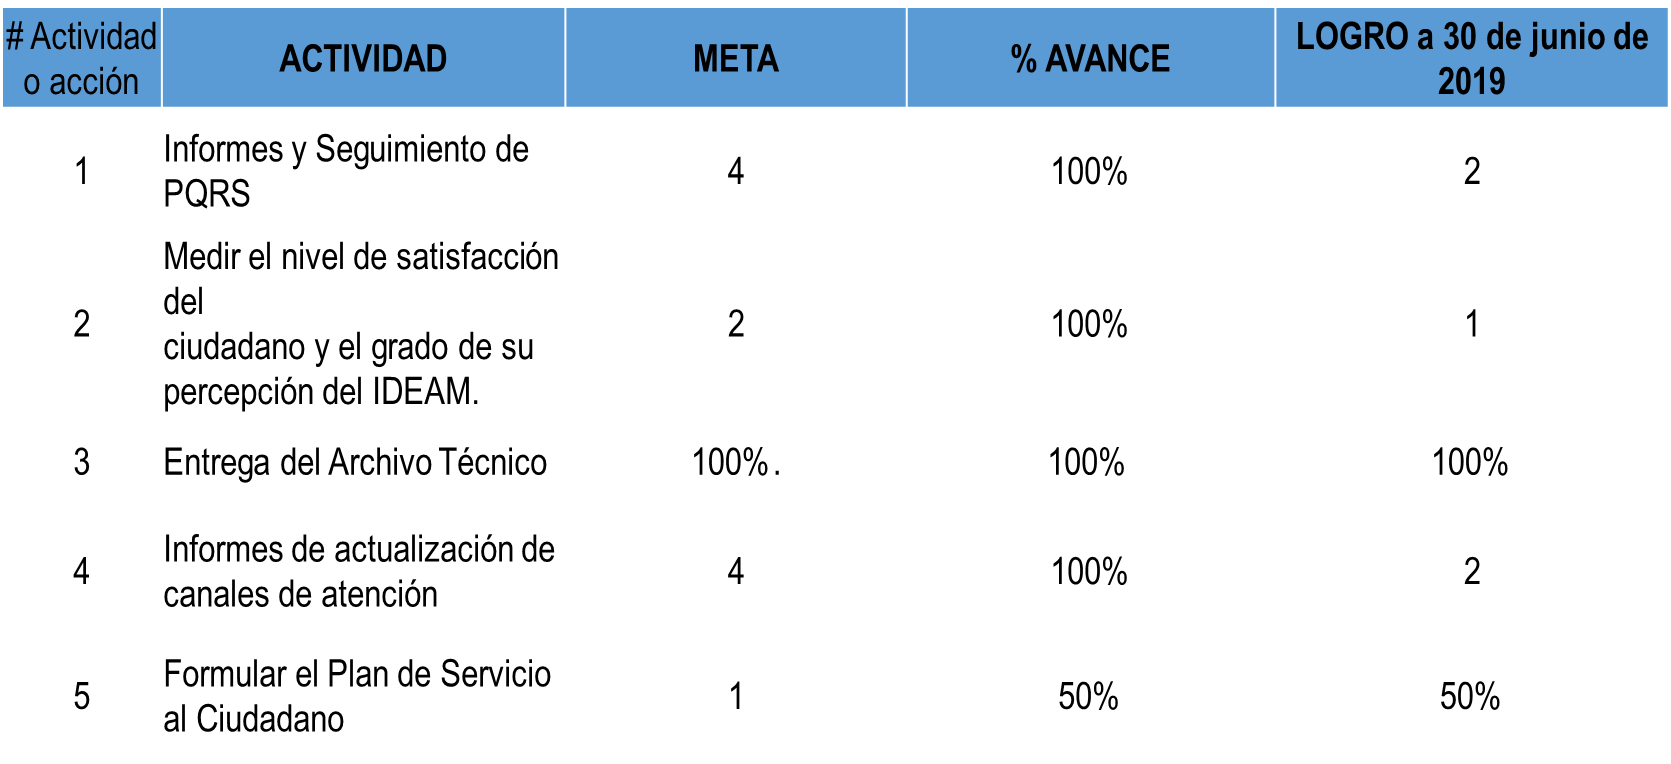 # Actividad
o acción
ACTIVIDAD
META
% AVANCE
LOGRO a 30 de junio de
2019
1
Informes y Seguimiento de
PQRS
4
100%
2
2
Medir el nivel de satisfacción
del
ciudadano y el grado de su
percepción del IDEAM.
2
100%
1
3
Entrega del Archivo Técnico
100%.
100%
100%
4
Informes de actualización de
canales de atención
4
100%
2
5
Formular el Plan de Servicio
al Ciudadano
1
50%
50%